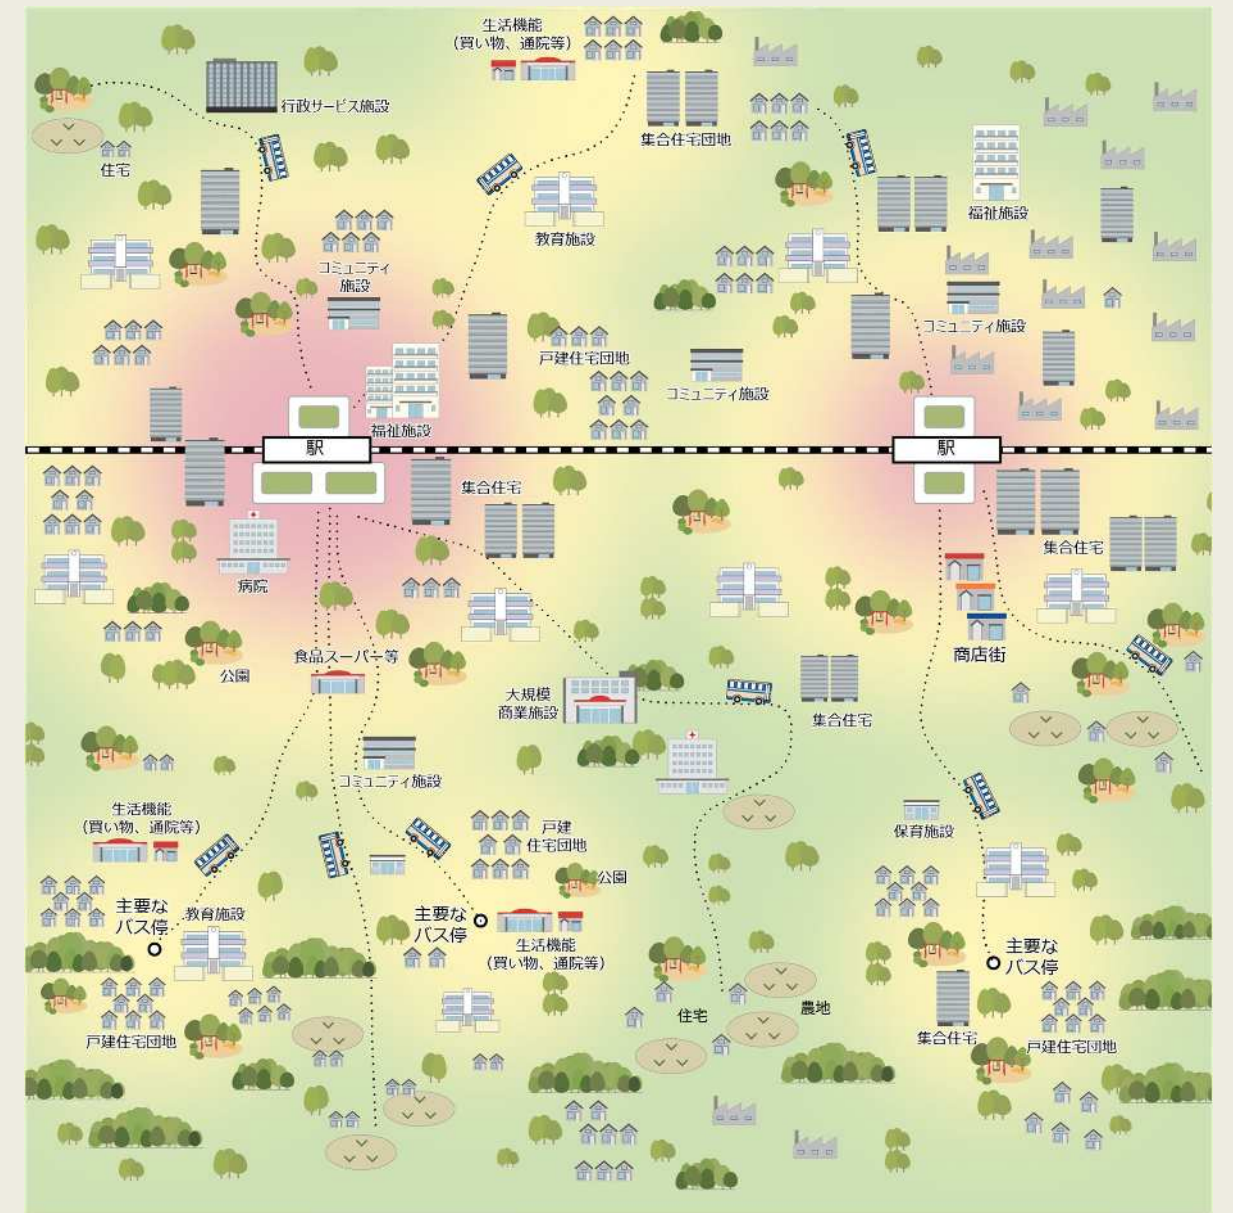 生活機能
(買い物、通院等)
行政サービス施設
集合住宅団地
住宅
福祉施設
教育施設
コミュニティ
施設
コミュニティ施設
戸建住宅団地
コミュニティ施設
福祉施設
駅
駅
集合住宅
集合住宅
病院
商店街
食品スーパー等
公園
大規模
商業施設
集合住宅
コミュニティ施設
生活機能
(買い物、通院等)
戸建
住宅団地
保育施設
公園
主要な
バス停
教育施設
主要な
バス停
生活機能
(買い物、通院等)
主要な
バス停
住宅
農地
戸建住宅団地
集合住宅
戸建住宅団地